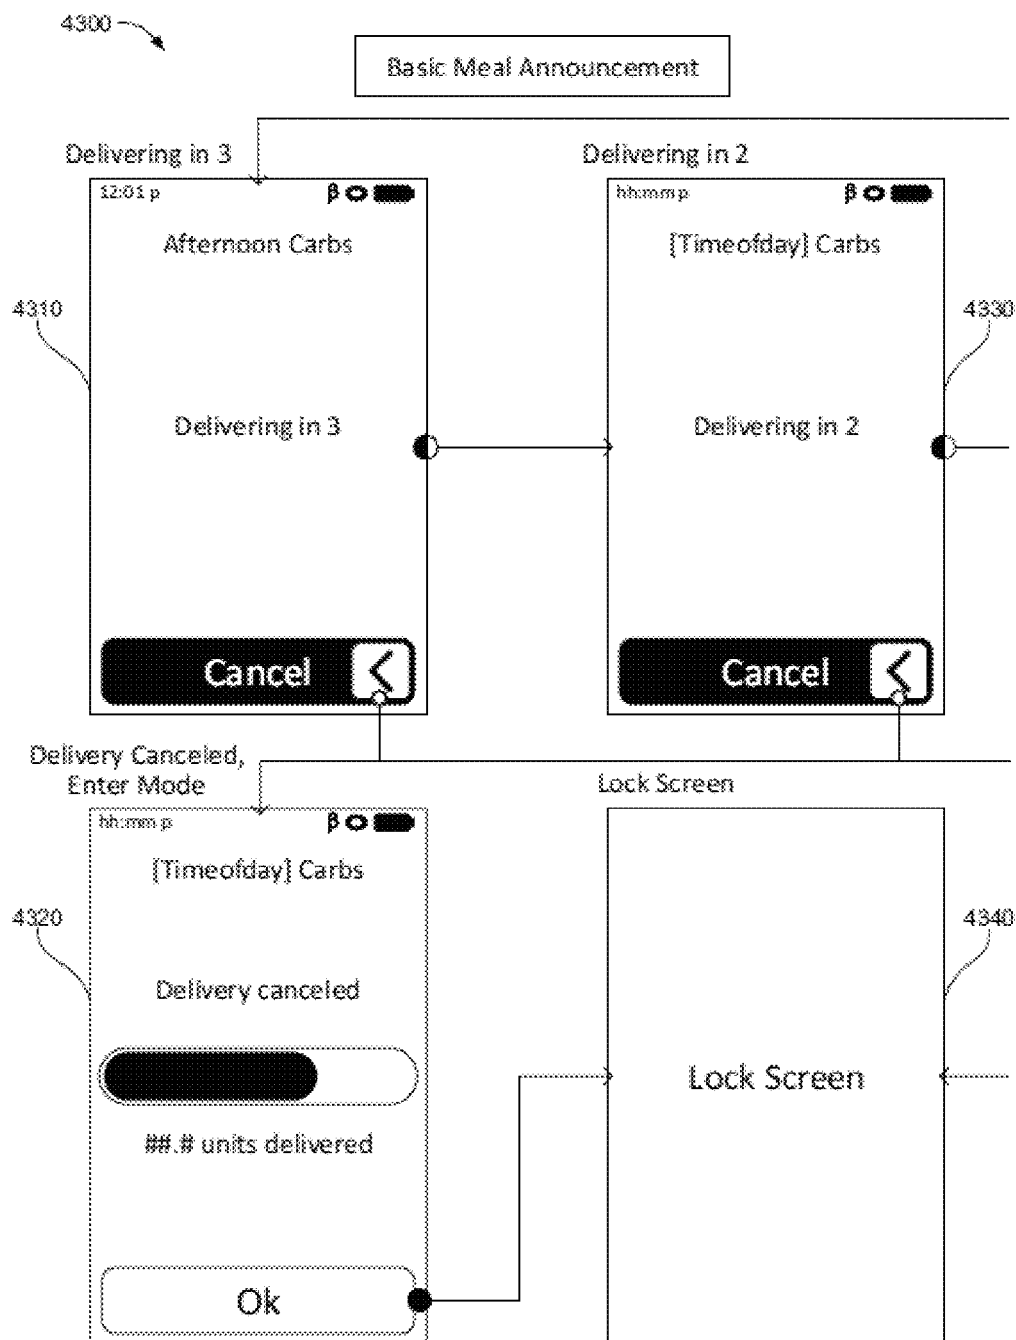 4300
Basic Meal Announcement
Delivering in 3
12:01 p β
Afternoon Carbs
4310
Delivering in 3
Cancel
Delivering in 2
hh:mm p β
[Timeofday] Carbs
4330
Delivering in 2
Cancel
Delivery Canceled,
Enter Mode
hh:mm p β
[Timeofday] Carbs
4320
Delivery canceled
##.# units delivered
Ok
Lock Screen
4340
Lock Screen